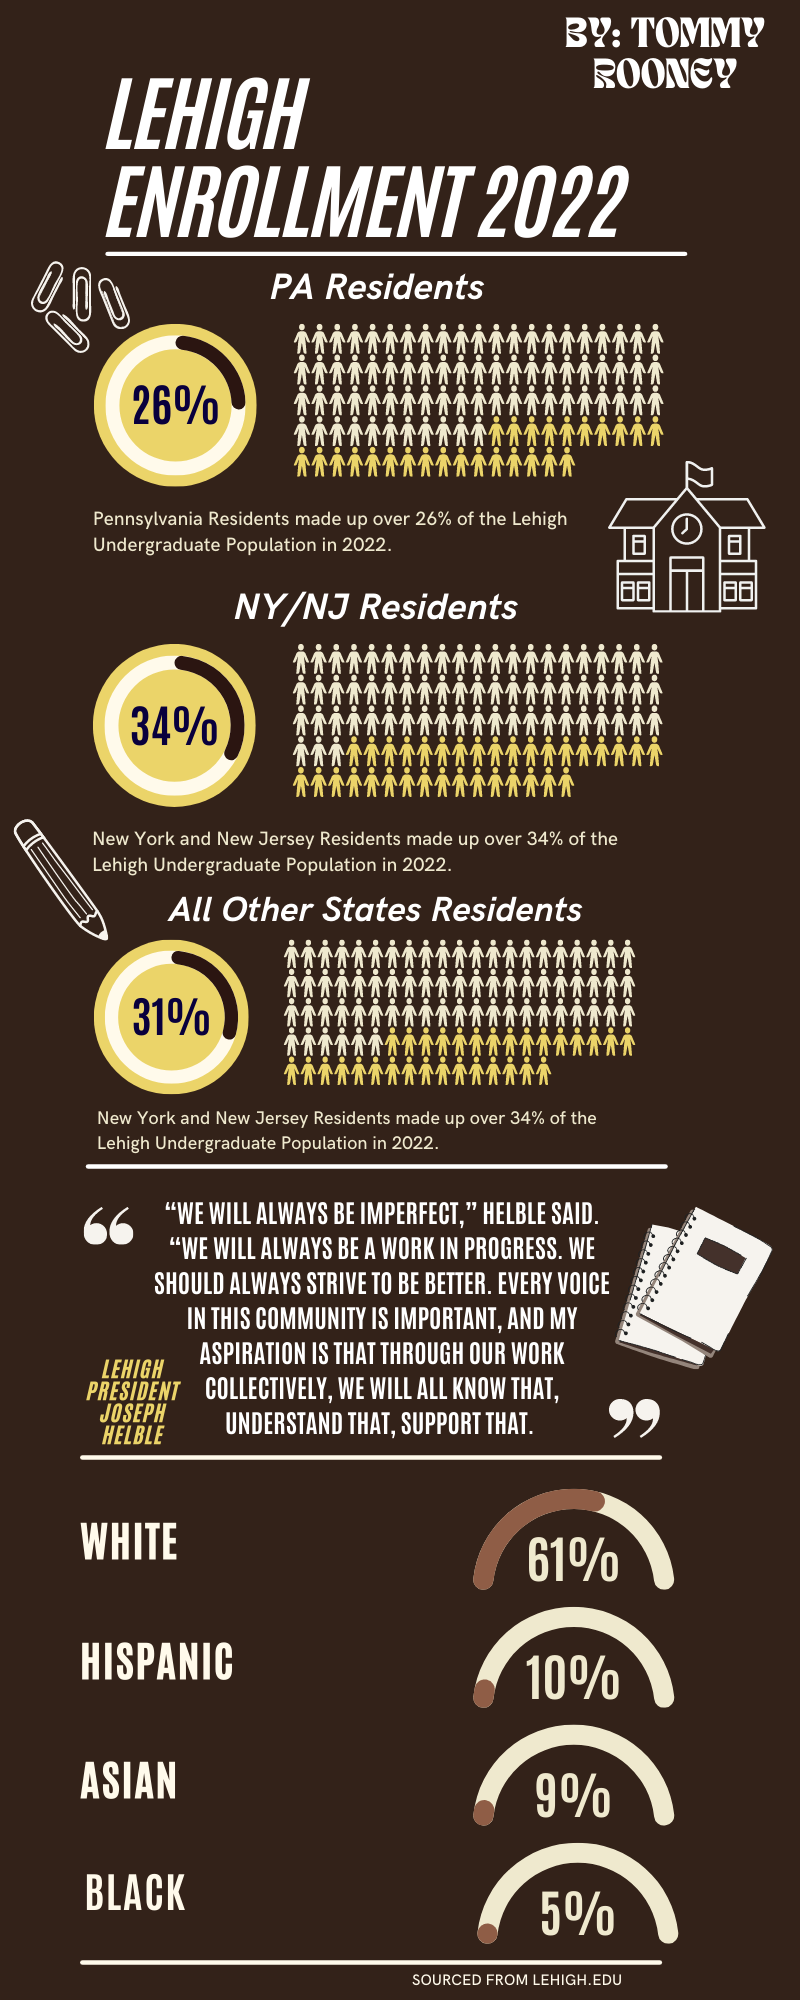 BY: TOMMY
ROONEY
LEHIGH
ENROLLMENT 2022
PA Residents
26%
Pennsylvania Residents made up over 26% of the Lehigh
Undergraduate Population in 2022.
NY/NJ Residents
34%
New York and New Jersey Residents made up over 34% of the
Lehigh Undergraduate Population in 2022.
All Other States Residents
31%
New York and New Jersey Residents made up over 34% of the
Lehigh Undergraduate Population in 2022.
“WE WILL ALWAYS BE IMPERFECT,” HELBLE SAID.
“WE WILL ALWAYS BE A WORK IN PROGRESS. WE
SHOULD ALWAYS STRIVE TO BE BETTER. EVERY VOICE
IN THIS COMMUNITY IS IMPORTANT, AND MY
ASPIRATION IS THAT THROUGH OUR WORK
COLLECTIVELY, WE WILL ALL KNOW THAT,
UNDERSTAND THAT, SUPPORT THAT.
LEHIGH
PRESIDENT
JOSEPH
HELBLE
WHITE
61%
HISPANIC
10%
ASIAN
9%
BLACK
5%
SOURCED FROM LEHIGH.EDU